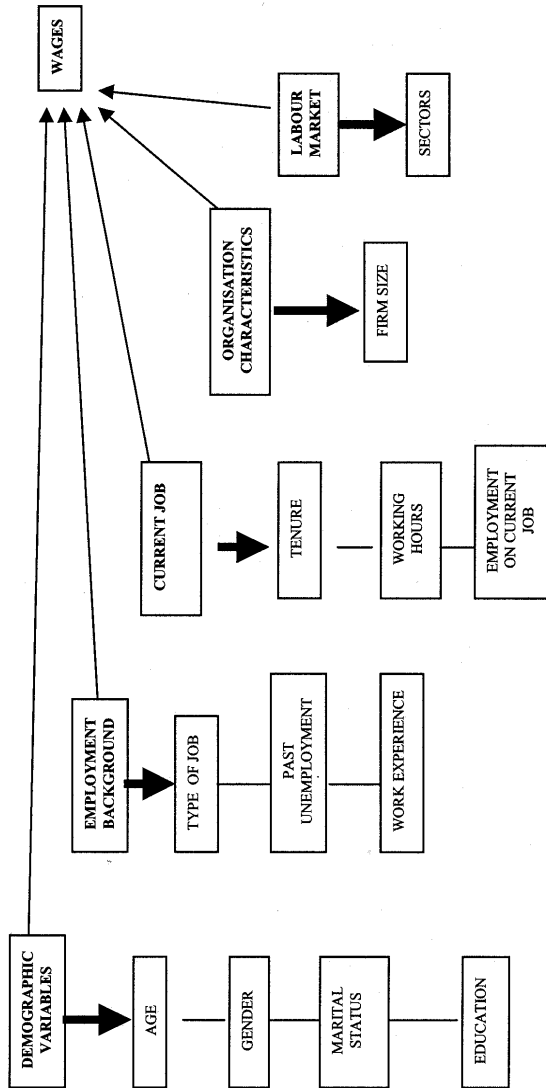 WAGES
DEMOGRAPHIC
VARIABLES
AGE
GENDER
MARITAL
STATUS
EDUCATION
EMPLOYMENT
BACKGROUND
TYPE OF JOB
PAST
UNEMPLOYMENT
WORK EXPERIENCE
CURRENT JOB
TENURE
WORKING
HOURS
EMPLOYMENT
ON CURRENT
JOB
ORGANISATION
CHARACTERISTICS
FIRM SIZE
LABOUR
MARKET
SECTORS